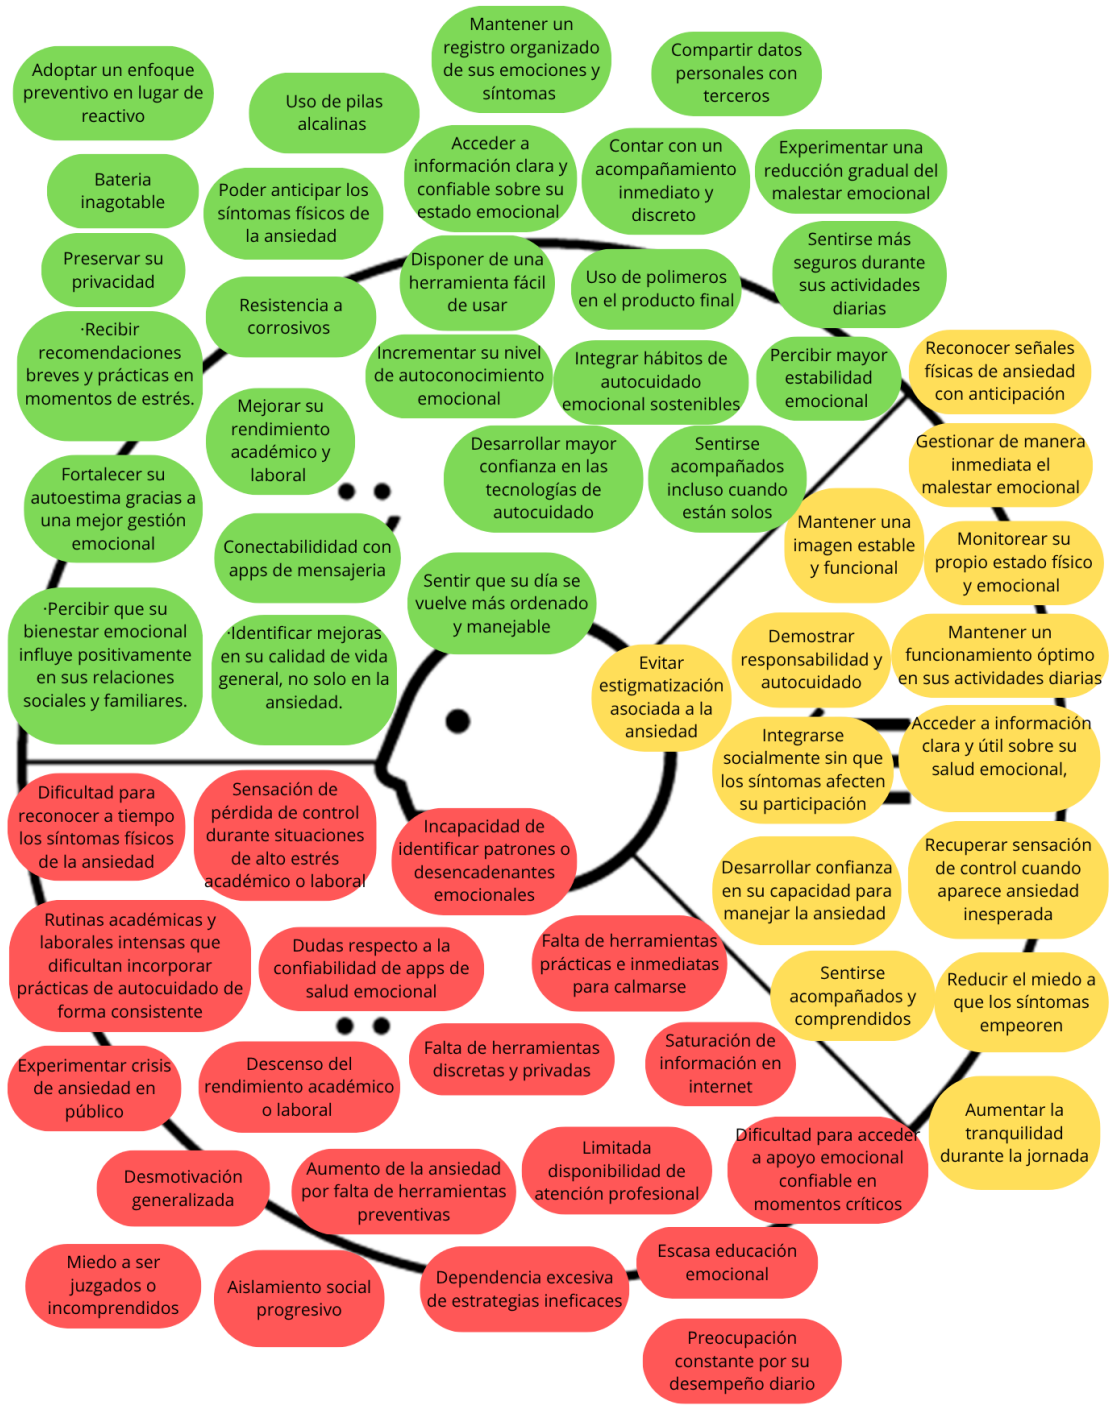 Mantener un
registro organizado
de sus emociones y
síntomas
Compartir datos
personales con
terceros
Adoptar un enfoque
preventivo en lugar de
reactivo
Uso de pilas
alcalinas
Acceder a
información clara y
confiable sobre su
estado emocional
Contar con un
acompañamiento
inmediato y
discreto
Experimentar una
reducción gradual del
malestar emocional
Bateria
inagotable
Poder anticipar los
síntomas físicos de
la ansiedad
Preservar su
privacidad
Disponer de una
herramienta fácil
de usar
Uso de polimeros
en el producto final
Sentirse más
seguros durante
sus actividades
diarias
Resistencia a
corrosivos
·Recibir
recomendaciones
breves y prácticas en
momentos de estrés.
Incrementar su nivel
de autoconocimiento
emocional
Integrar hábitos de
autocuidado
emocional sostenibles
Percibir mayor
estabilidad
emocional
Reconocer señales
físicas de ansiedad
con anticipación
Mejorar su
rendimiento
académico y
laboral
Desarrollar mayor
confianza en las
tecnologías de
autocuidado
Sentirse
acompañados
incluso cuando
están solos
Gestionar de manera
inmediata el
malestar emocional
Fortalecer su
autoestima gracias a
una mejor gestión
emocional
Conectabilididad con
apps de mensajeria
Mantener una
imagen estable
y funcional
Monitorear su
propio estado físico
y emocional
Sentir que su día se
vuelve más ordenado
y manejable
·Percibir que su
bienestar emocional
influye positivamente
en sus relaciones
sociales y familiares.
·Identificar mejoras
en su calidad de vida
general, no solo en la
ansiedad.
Evitar
estigmatización
asociada a la
ansiedad
Demostrar
responsabilidad y
autocuidado
Mantener un
funcionamiento óptimo
en sus actividades diarias
Integrarse
socialmente sin que
los síntomas afecten
su participación
Acceder a información
clara y útil sobre su
salud emocional,
Dificultad para
reconocer a tiempo
los síntomas físicos
de la ansiedad
Sensación de
pérdida de control
durante situaciones
de alto estrés
académico o laboral
Incapacidad de
identificar patrones o
desencadenantes
emocionales
Desarrollar confianza
en su capacidad para
manejar la ansiedad
Recuperar sensación
de control cuando
aparece ansiedad
inesperada
Rutinas académicas y
laborales intensas que
dificultan incorporar
prácticas de autocuidado de
forma consistente
Dudas respecto a la
confiabilidad de apps de
salud emocional
Falta de herramientas
prácticas e inmediatas
para calmarse
Sentirse
acompañados y
comprendidos
Reducir el miedo a
que los síntomas
empeoren
Experimentar crisis
de ansiedad en
público
Descenso del
rendimiento académico
o laboral
Falta de herramientas
discretas y privadas
Saturación de
información en
internet
Aumentar la
tranquilidad
durante la jornada
Desmotivación
generalizada
Aumento de la ansiedad
por falta de herramientas
preventivas
Limitada
disponibilidad de
atención profesional
Dificultad para acceder
a apoyo emocional
confiable en
momentos críticos
Miedo a ser
juzgados o
incomprendidos
Aislamiento social
progresivo
Dependencia excesiva
de estrategias ineficaces
Escasa educación
emocional
Preocupación
constante por su
desempeño diario